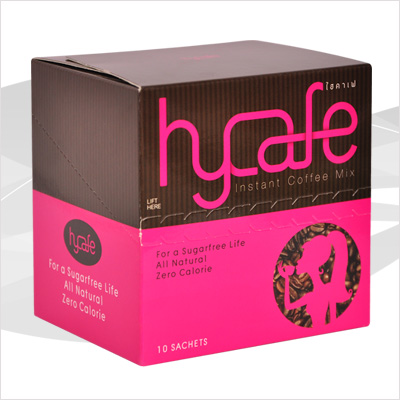 ไฮคาเฟ่
hycafe
Instant Coffee Mix
LIFT
HERE
For a Sugarfree Life
All Natural
Zero Calorie
10 SACHETS
hycafe
For a Sugarfree Life
All Natural
Zero Calorie